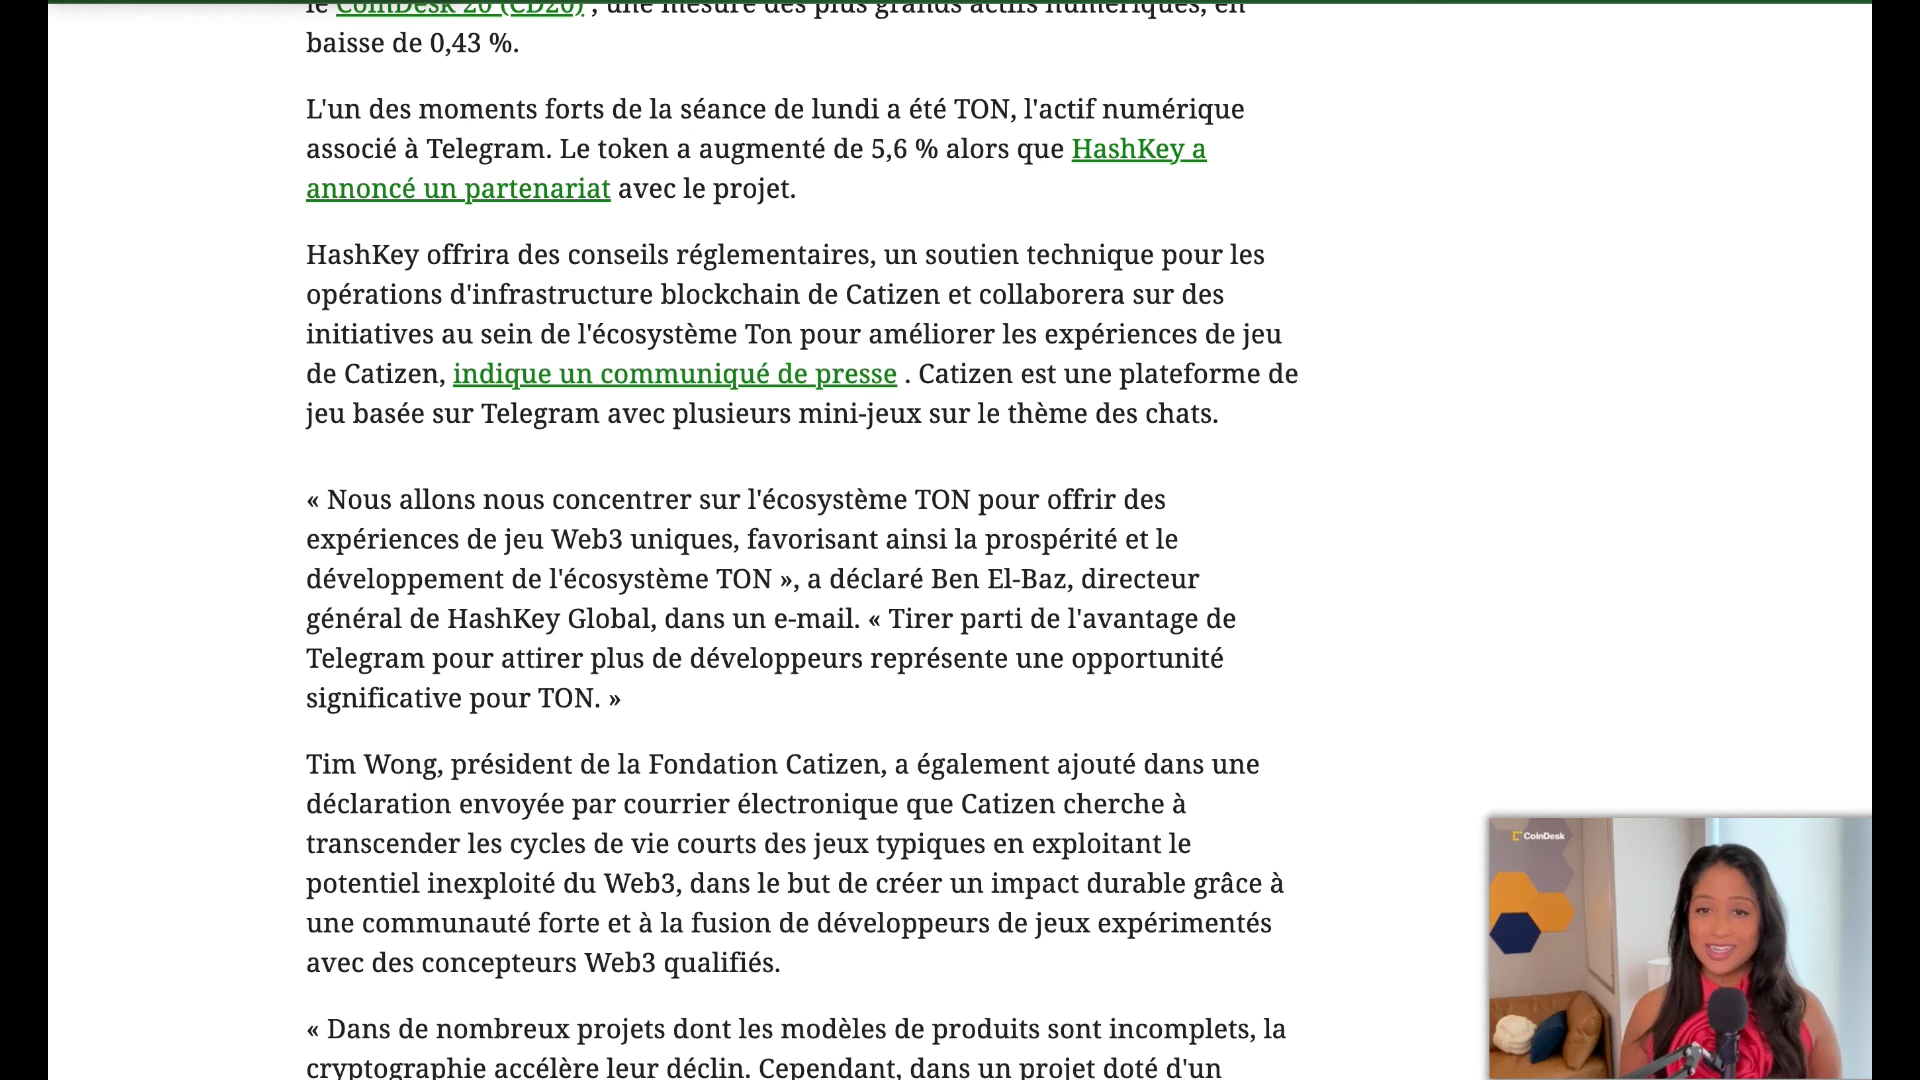 le CoinDesk 20 (CD20) , une mesure des plus grands actifs numériques, en
baisse de 0,43 %.
L'un des moments forts de la séance de lundi a été TON, l'actif numérique
associé à Telegram. Le token a augmenté de 5,6 % alors que HashKey a
annoncé un partenariat avec le projet.
HashKey offrira des conseils réglementaires, un soutien technique pour les
opérations d'infrastructure blockchain de Catizen et collaborera sur des
initiatives au sein de l'écosystème Ton pour améliorer les expériences de jeu
de Catizen, indique un communiqué de presse . Catizen est une plateforme de
jeu basée sur Telegram avec plusieurs mini-jeux sur le thème des chats.
« Nous allons nous concentrer sur l'écosystème TON pour offrir des
expériences de jeu Web3 uniques, favorisant ainsi la prospérité et le
développement de l'écosystème TON », a déclaré Ben El-Baz, directeur
général de HashKey Global, dans un e-mail. « Tirer parti de l'avantage de
Telegram pour attirer plus de développeurs représente une opportunité
significative pour TON. »
Tim Wong, président de la Fondation Catizen, a également ajouté dans une
déclaration envoyée par courrier électronique que Catizen cherche à
transcender les cycles de vie courts des jeux typiques en exploitant le
potentiel inexploité du Web3, dans le but de créer un impact durable grâce à
une communauté forte et à la fusion de développeurs de jeux expérimentés
avec des concepteurs Web3 qualifiés.
« Dans de nombreux projets dont les modèles de produits sont incomplets, la
cryptographie accélère leur déclin. Cependant, dans un projet doté d'un
CoinDesk